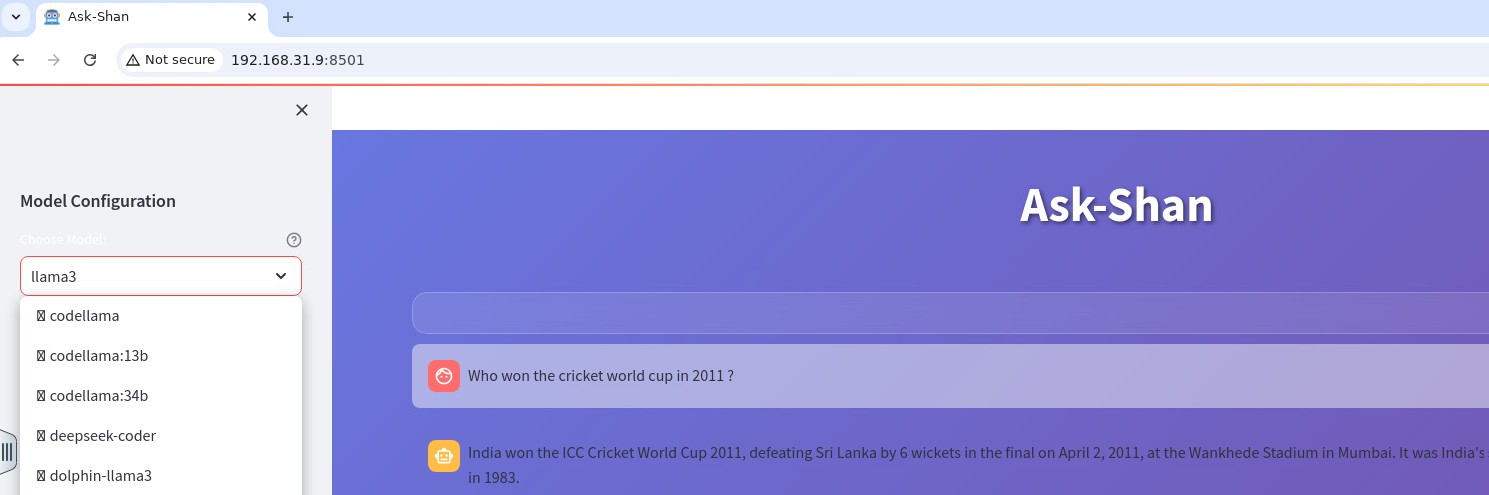 Ask-Shan
Not secure 192.168.31.9:8501
Model Configuration
Choose Model:
llama3
codellama
codellama:13b
codellama:34b
deepseek-coder
dolphin-llama3
Ask-Shan
Who won the cricket world cup in 2011 ?
India won the ICC Cricket World Cup 2011, defeating Sri Lanka by 6 wickets in the final on April 2, 2011, at the Wankhede Stadium in Mumbai. It was India's
in 1983.